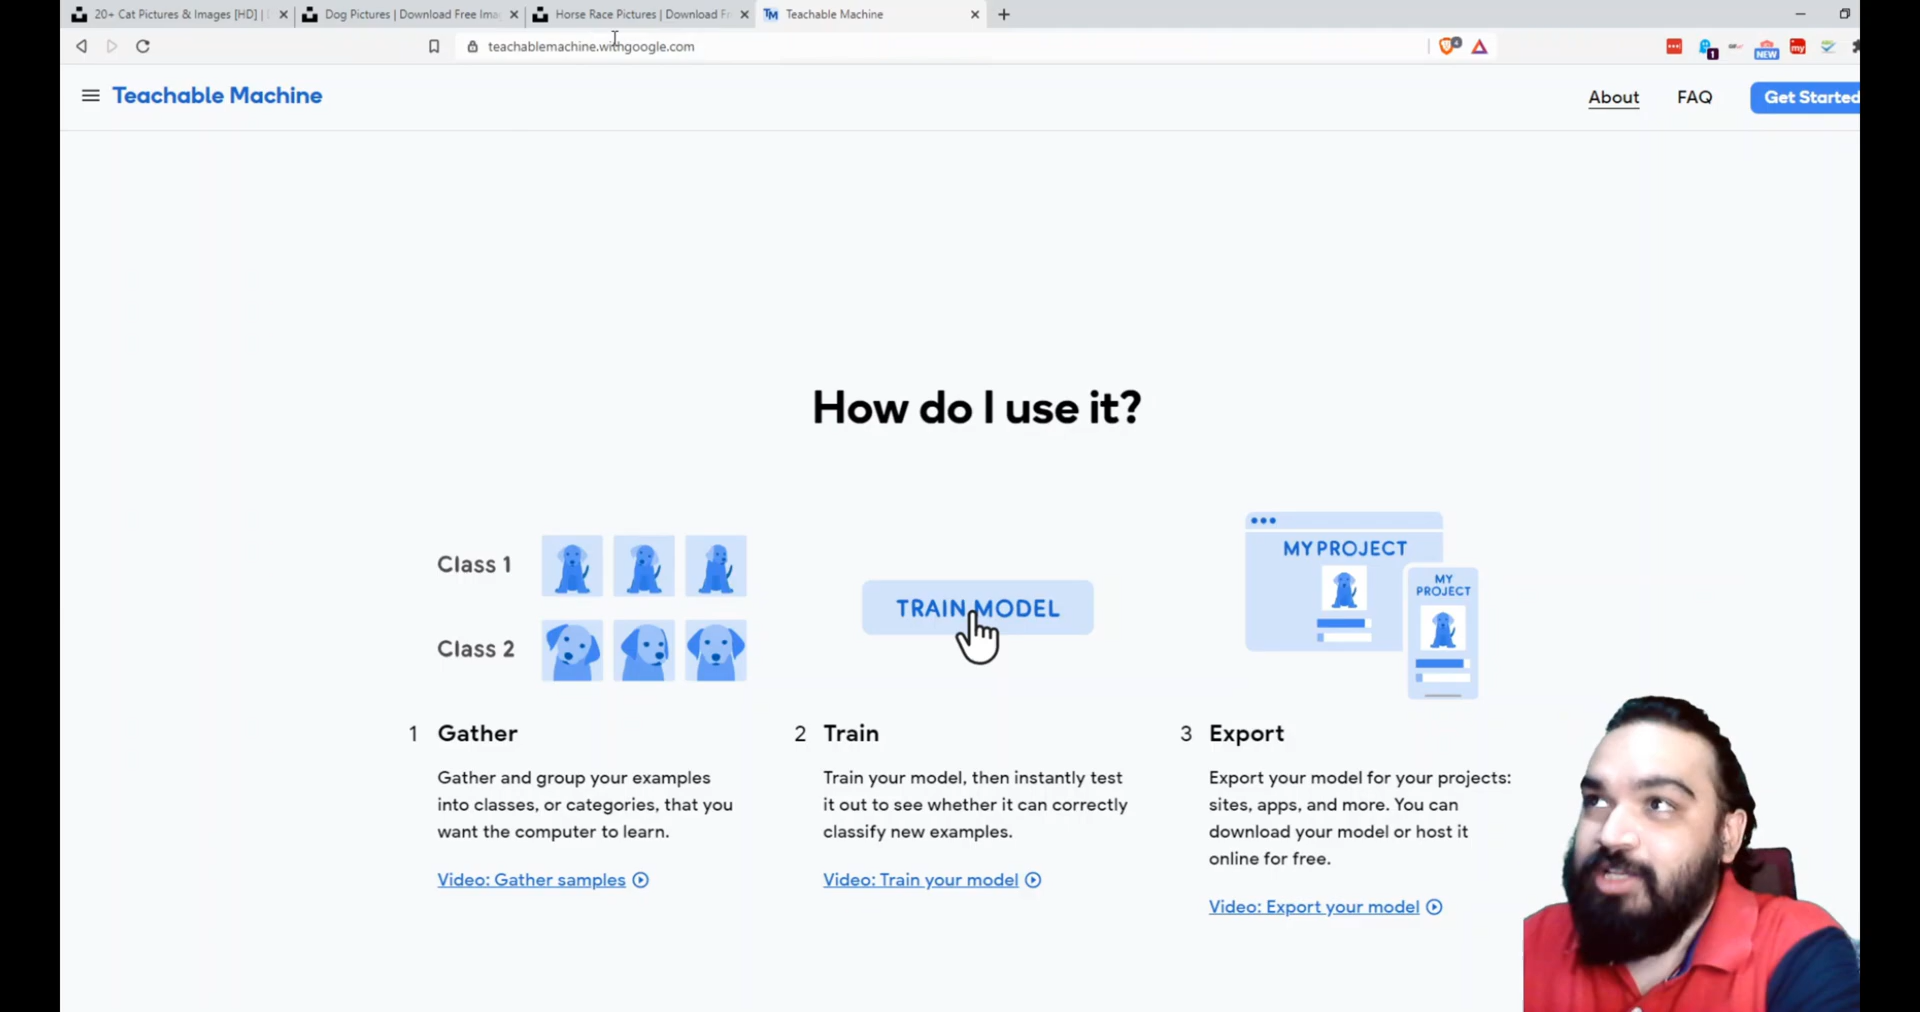 20+ Cat Pictures & Images [HD] |
Dog Pictures | Download Free Ima
Horse Race Pictures | Download F
Teachable Machine
teachablemachine.withgoogle.com
4
1
NEW
my
Teachable Machine
About
FAQ
Get Started
How do I use it?
Class 1
Class 2
TRAIN MODEL
MY PROJECT
MY
PROJECT
1 Gather
Gather and group your examples
into classes, or categories, that you
want the computer to learn.
Video: Gather samples
2 Train
Train your model, then instantly test
it out to see whether it can correctly
classify new examples.
Video: Train your model
3 Export
Export your model for your projects:
sites, apps, and more. You can
download your model or host it
online for free.
Video: Export your model